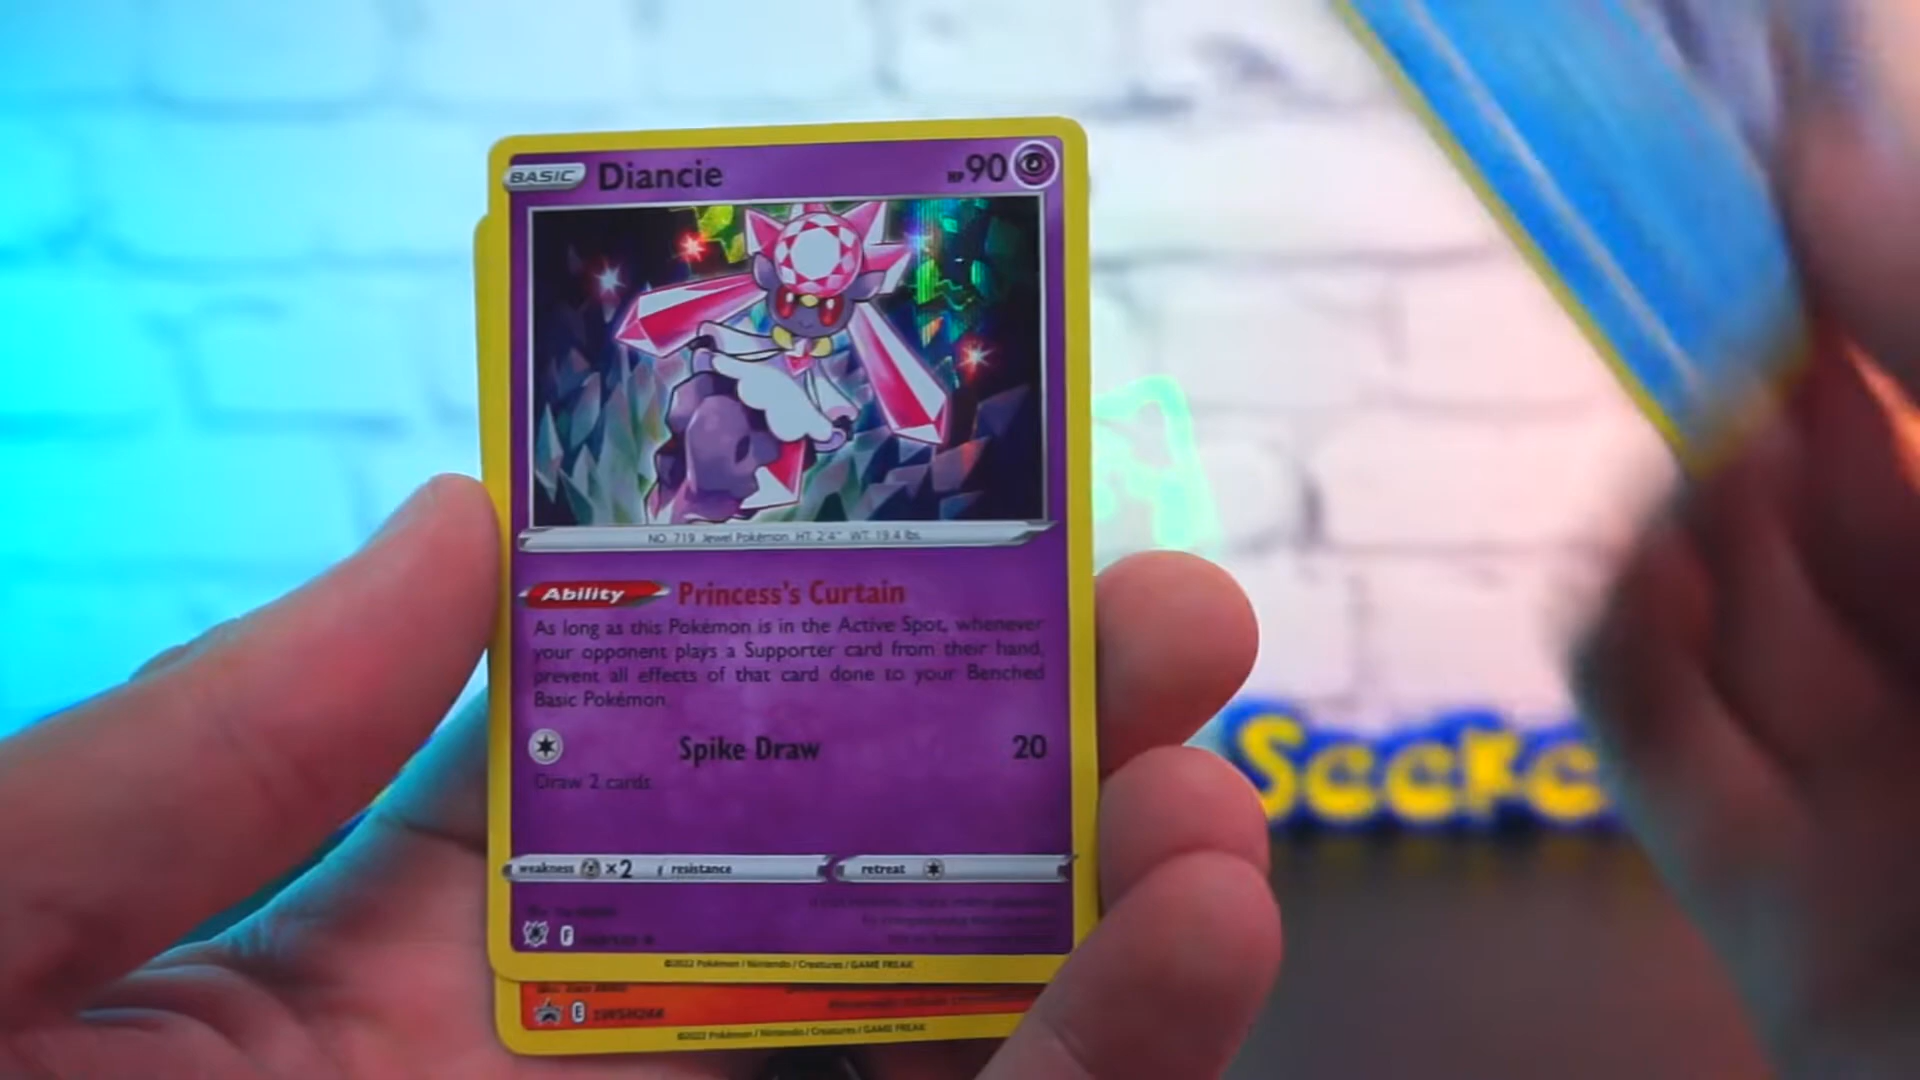 BASIC Diancie HP 90
NO. 719 Jewel Pokémon HT: 2'4" WT: 19.4 lbs.
Ability Princess's Curtain
As long as this Pokémon is in the Active Spot, whenever
your opponent plays a Supporter card from their hand,
prevent all effects of that card done to your Benched
Basic Pokémon.
Spike Draw 20
Draw 2 cards.
weakness ×2 resistance retreat
F
©2022 Pokémon / Nintendo / Creatures / GAME FREAK
E
©2022 Pokémon / Nintendo / Creatures / GAME FREAK